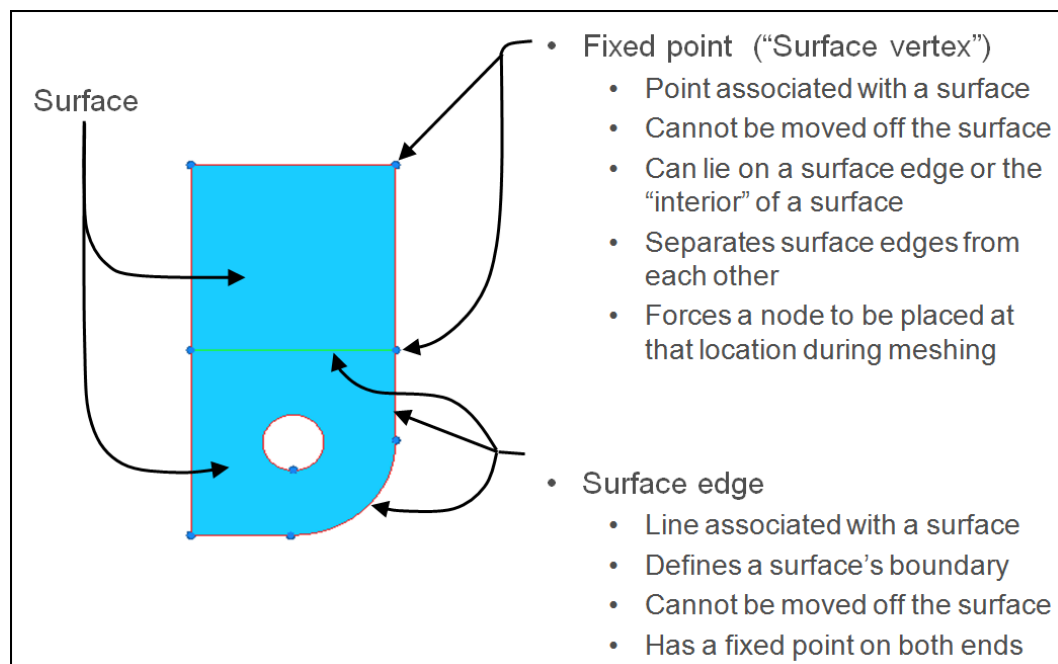 Surface
• Fixed point (“Surface vertex”)
• Point associated with a surface
• Cannot be moved off the surface
• Can lie on a surface edge or the
“interior” of a surface
• Separates surface edges from
each other
• Forces a node to be placed at
that location during meshing
• Surface edge
• Line associated with a surface
• Defines a surface’s boundary
• Cannot be moved off the surface
• Has a fixed point on both ends